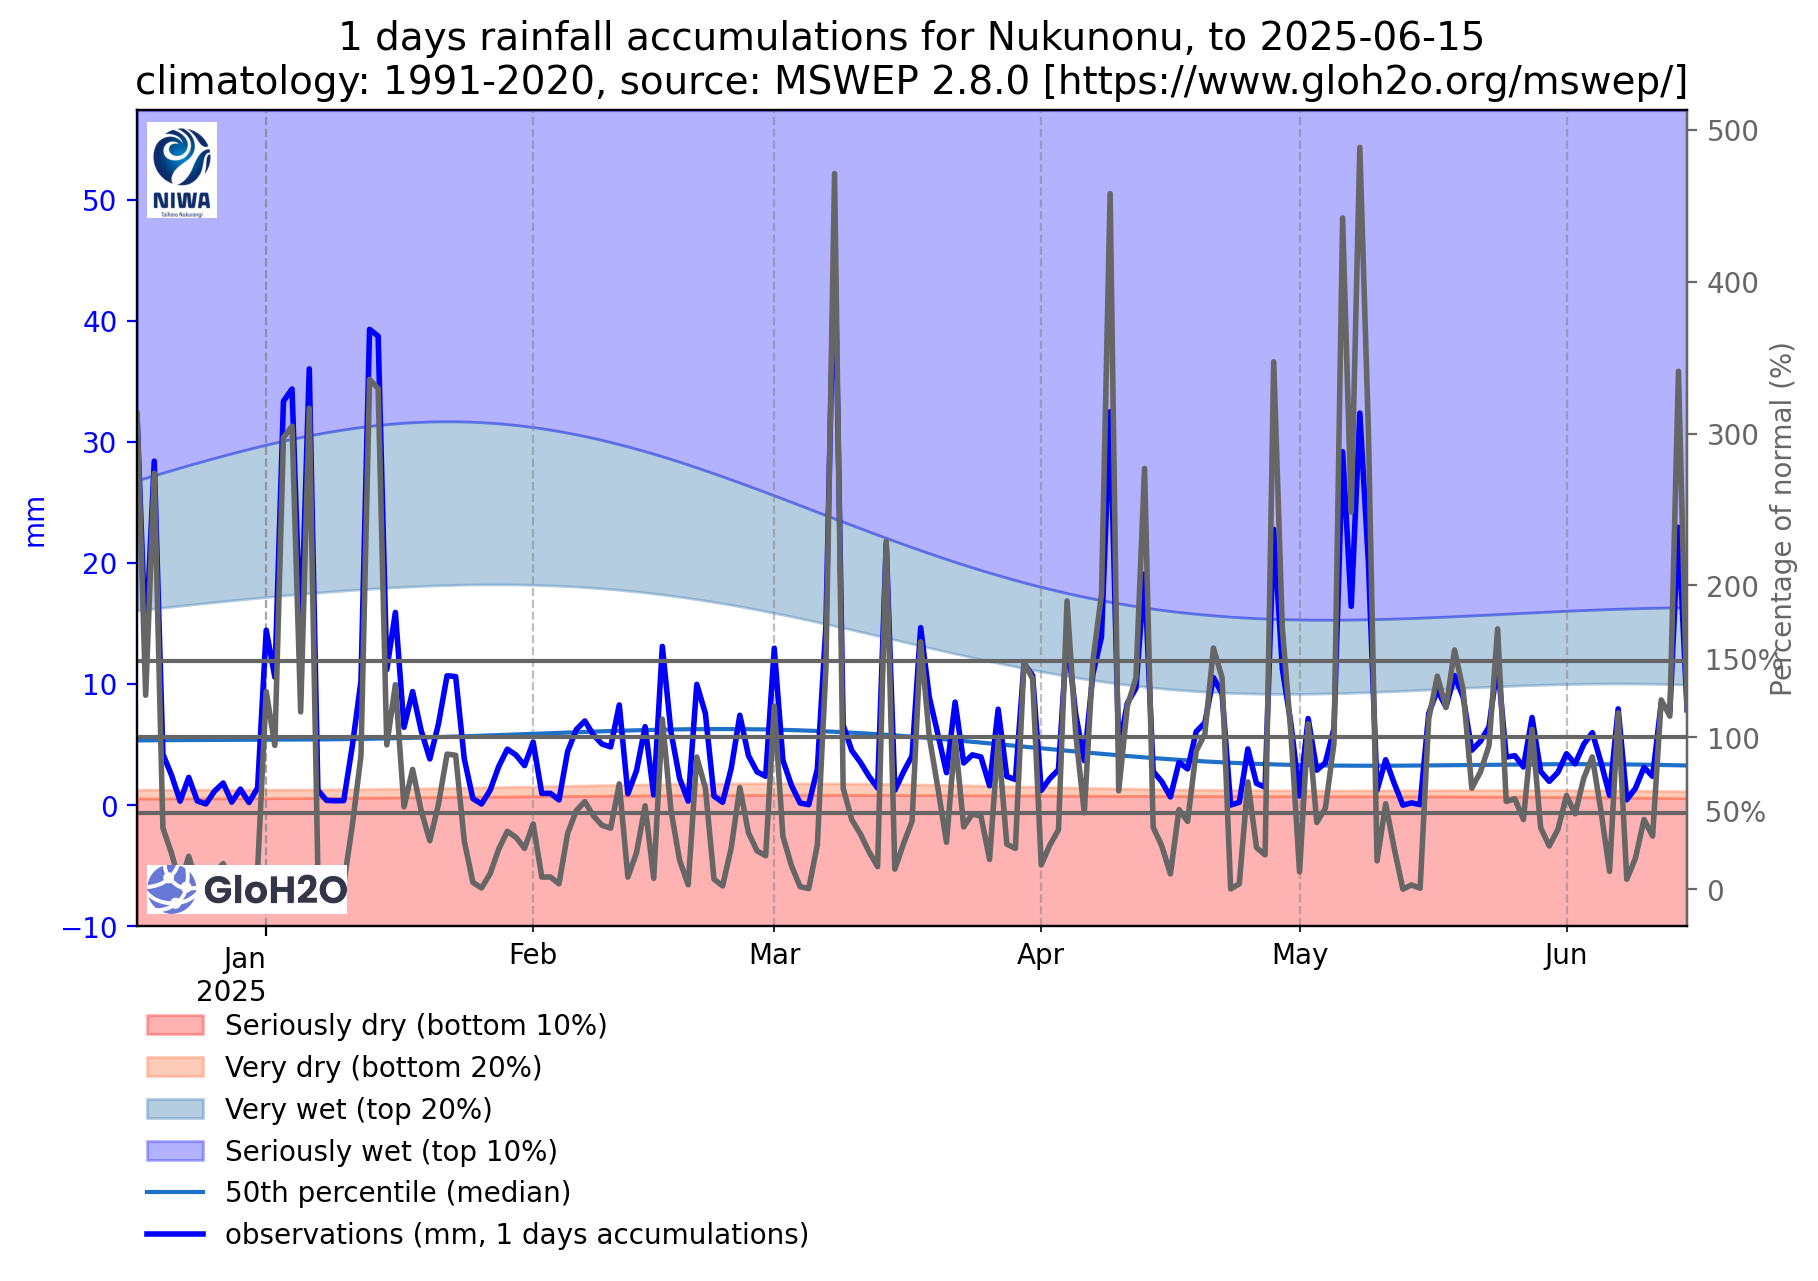 1 days rainfall accumulations for Nukunonu, to 2025-06-15
climatology: 1991-2020, source: MSWEP 2.8.0 [https://www.gloh2o.org/mswep/]
NIWA
Taihoro Nukurangi
mm
50
40
30
20
10
0
−10
500
400
300
200
150%
100
50%
0
Percentage of normal (%)
GloH2O
Jan
2025
Feb
Mar
Apr
May
Jun
Seriously dry (bottom 10%)
Very dry (bottom 20%)
Very wet (top 20%)
Seriously wet (top 10%)
50th percentile (median)
observations (mm, 1 days accumulations)